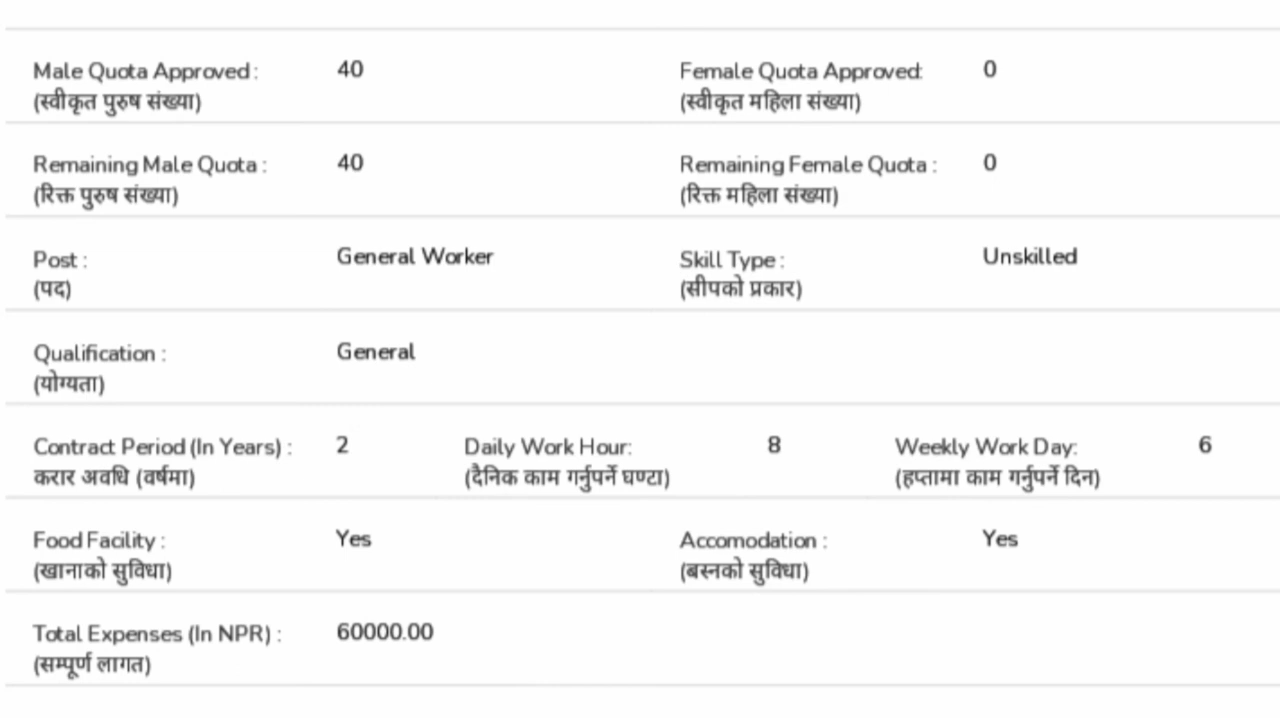 Male Quota Approved : 40 Female Quota Approved: 0
(स्वीकृत पुरुष संख्या) (स्वीकृत महिला संख्या)
Remaining Male Quota : 40 Remaining Female Quota : 0
(रिक्त पुरुष संख्या) (रिक्त महिला संख्या)
Post : General Worker Skill Type : Unskilled
(पद) (सीपको प्रकार)
Qualification : General
(योग्यता)
Contract Period (In Years) : 2 Daily Work Hour: 8 Weekly Work Day: 6
करार अवधि (वर्षमा) (दैनिक काम गर्नुपर्ने घण्टा) (हप्तामा काम गर्नुपर्ने दिन)
Food Facility : Yes Accomodation : Yes
(खानाको सुविधा) (बस्नको सुविधा)
Total Expenses (In NPR) : 60000.00
(सम्पूर्ण लागत)